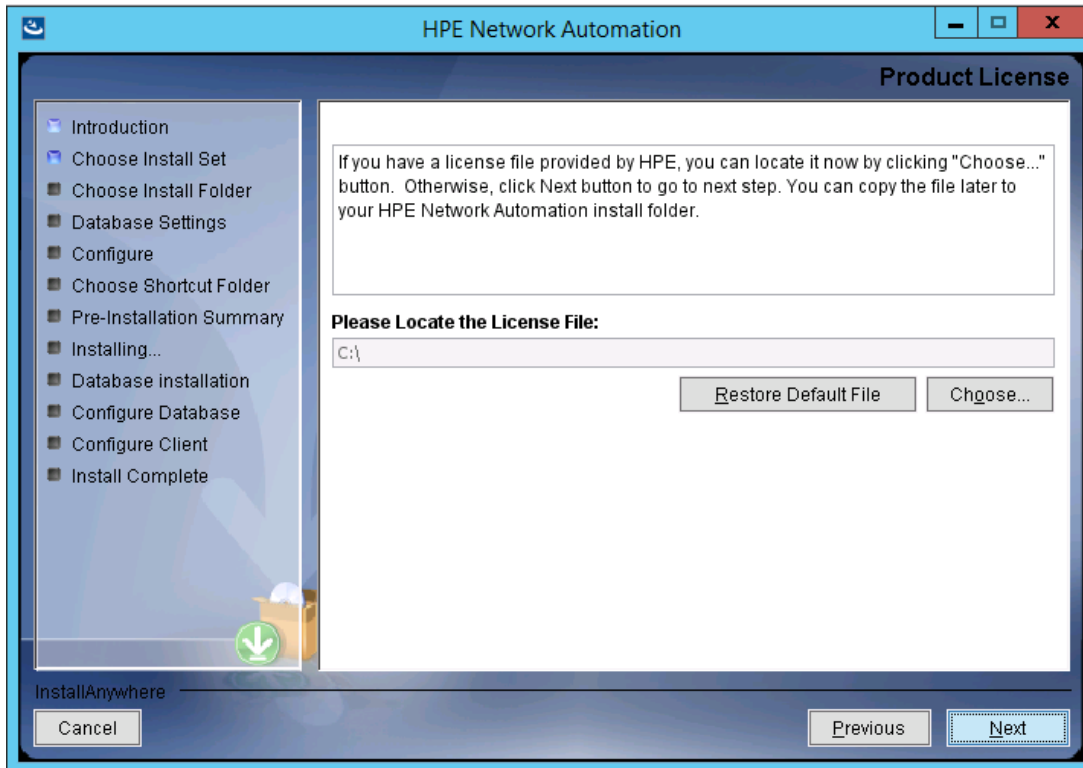 HPE Network Automation
Product License
Introduction
Choose Install Set
Choose Install Folder
Database Settings
Configure
Choose Shortcut Folder
Pre-Installation Summary
Installing...
Database installation
Configure Database
Configure Client
Install Complete
If you have a license file provided by HPE, you can locate it now by clicking "Choose..."
button.  Otherwise, click Next button to go to next step. You can copy the file later to
your HPE Network Automation install folder.
Please Locate the License File:
C:\
Restore Default File
Choose...
InstallAnywhere
Cancel
Previous
Next